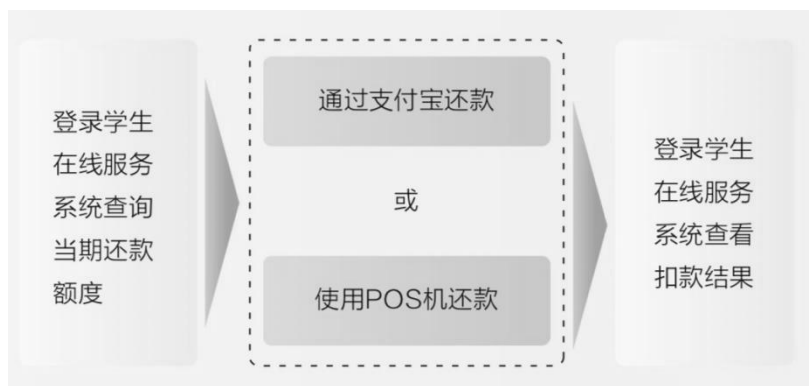 登录学生
在线服务
系统查询
当期还款
额度
通过支付宝还款
或
使用POS机还款
登录学生
在线服务
系统查看
扣款结果